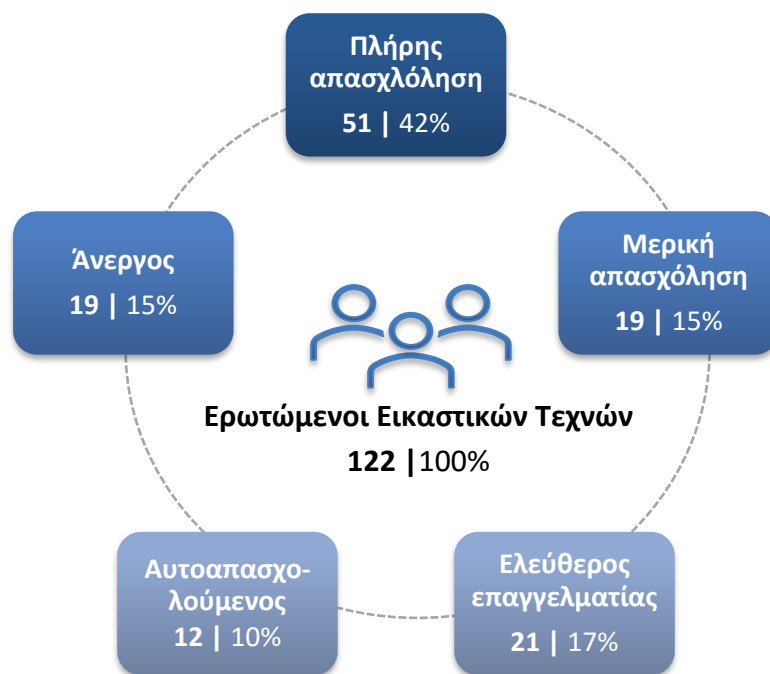 Πλήρης
απασχλόληση
51 | 42%
Άνεργος
19 | 15%
Μερική
απασχόληση
19 | 15%
Ερωτώμενοι Εικαστικών Τεχνών
122 |100%
Αυτοαπασχο-
λούμενος
12 | 10%
Ελεύθερος
επαγγελματίας
21 | 17%